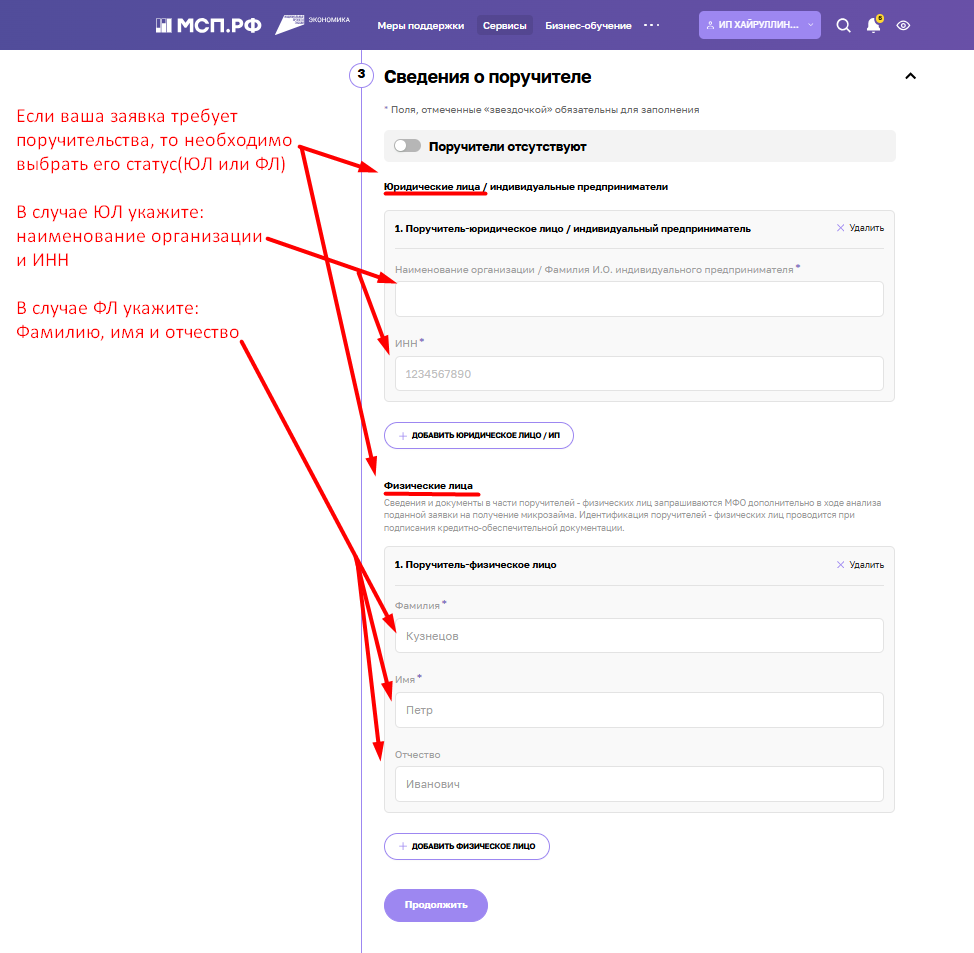 МСП.РФ
ЭКОНОМИКА
Меры поддержки
Сервисы
Бизнес-обучение
ИП ХАЙРУЛЛИН...
6
3
Сведения о поручителе
* Поля, отмеченные «звездочкой» обязательны для заполнения
Поручители отсутствуют
Если ваша заявка требует
поручительства, то необходимо
выбрать его статус(ЮЛ или ФЛ)
В случае ЮЛ укажите:
наименование организации
и ИНН
В случае ФЛ укажите:
Фамилию, имя и отчество
Юридические лица / индивидуальные предприниматели
1. Поручитель-юридическое лицо / индивидуальный предприниматель
Удалить
Наименование организации / Фамилия И.О. индивидуального предпринимателя *
ИНН *
1234567890
+ ДОБАВИТЬ ЮРИДИЧЕСКОЕ ЛИЦО / ИП
Физические лица
Сведения и документы в части поручителей - физических лиц запрашиваются МФО дополнительно в ходе анализа
поданной заявки на получение микрозайма. Идентификация поручителей - физических лиц проводится при
подписания кредитно-обеспечительной документации.
1. Поручитель-физическое лицо
Удалить
Фамилия *
Кузнецов
Имя *
Петр
Отчество
Иванович
+ ДОБАВИТЬ ФИЗИЧЕСКОЕ ЛИЦО
Продолжить